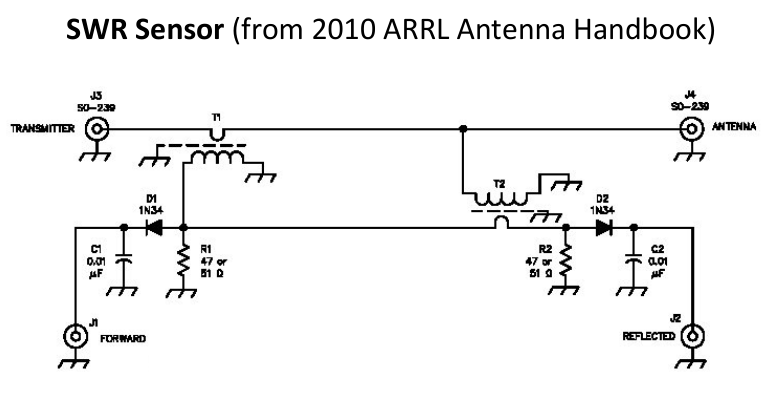 SWR Sensor (from 2010 ARRL Antenna Handbook)
J3
SO-239
TRANSMITTER
T1
J4
SO-239
ANTENNA
T2
D1
1N34
D2
1N34
C1
0.01
µF
R1
47 or
51 Ω
R2
47 or
51 Ω
C2
0.01
µF
J1
FORWARD
J2
REFLECTED